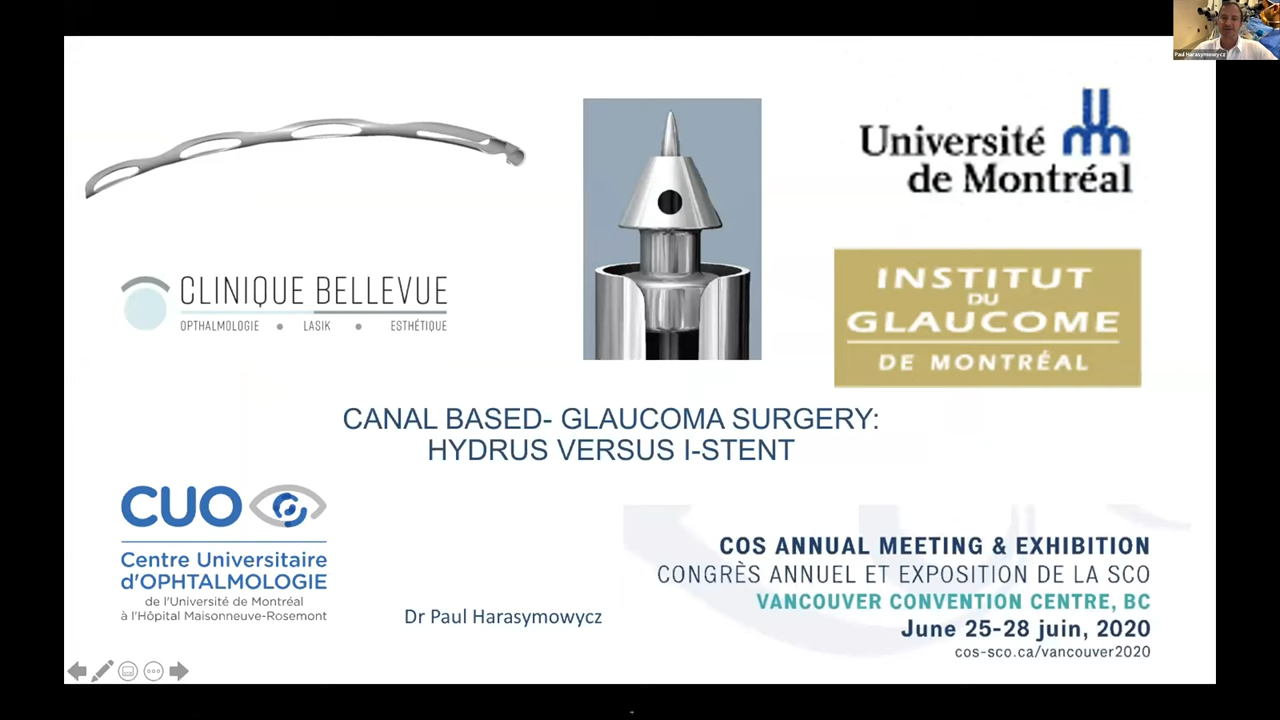 Paul Harasymowycz
Université
de Montréal
CLINIQUE BELLEVUE
OPTHALMOLOGIE • LASIK • ESTHÉTIQUE
INSTITUT
DU
GLAUCOME
DE MONTRÉAL
CANAL BASED- GLAUCOMA SURGERY:
HYDRUS VERSUS I-STENT
CUO
Centre Universitaire
d'OPHTALMOLOGIE
de l'Université de Montréal
à l'Hôpital Maisonneuve-Rosemont
Dr Paul Harasymowycz
COS ANNUAL MEETING & EXHIBITION
CONGRÈS ANNUEL ET EXPOSITION DE LA SCO
VANCOUVER CONVENTION CENTRE, BC
June 25-28 juin, 2020
cos-sco.ca/vancouver2020